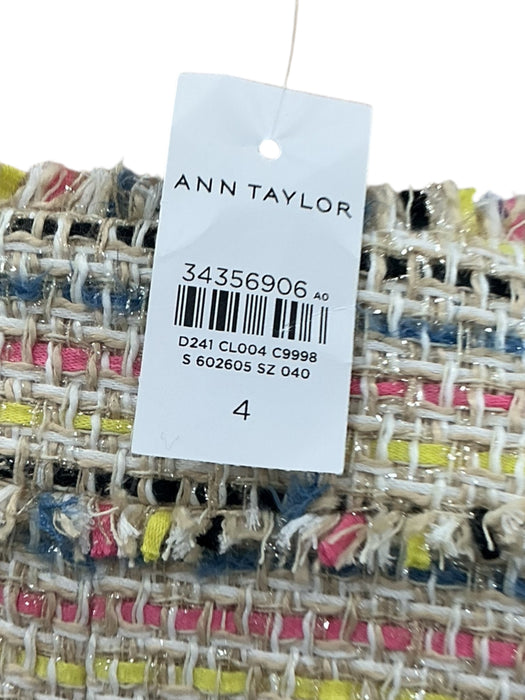 ANN TAYLOR
34356906 A0
D241 CL004 C9998
S 602605 SZ 040
4